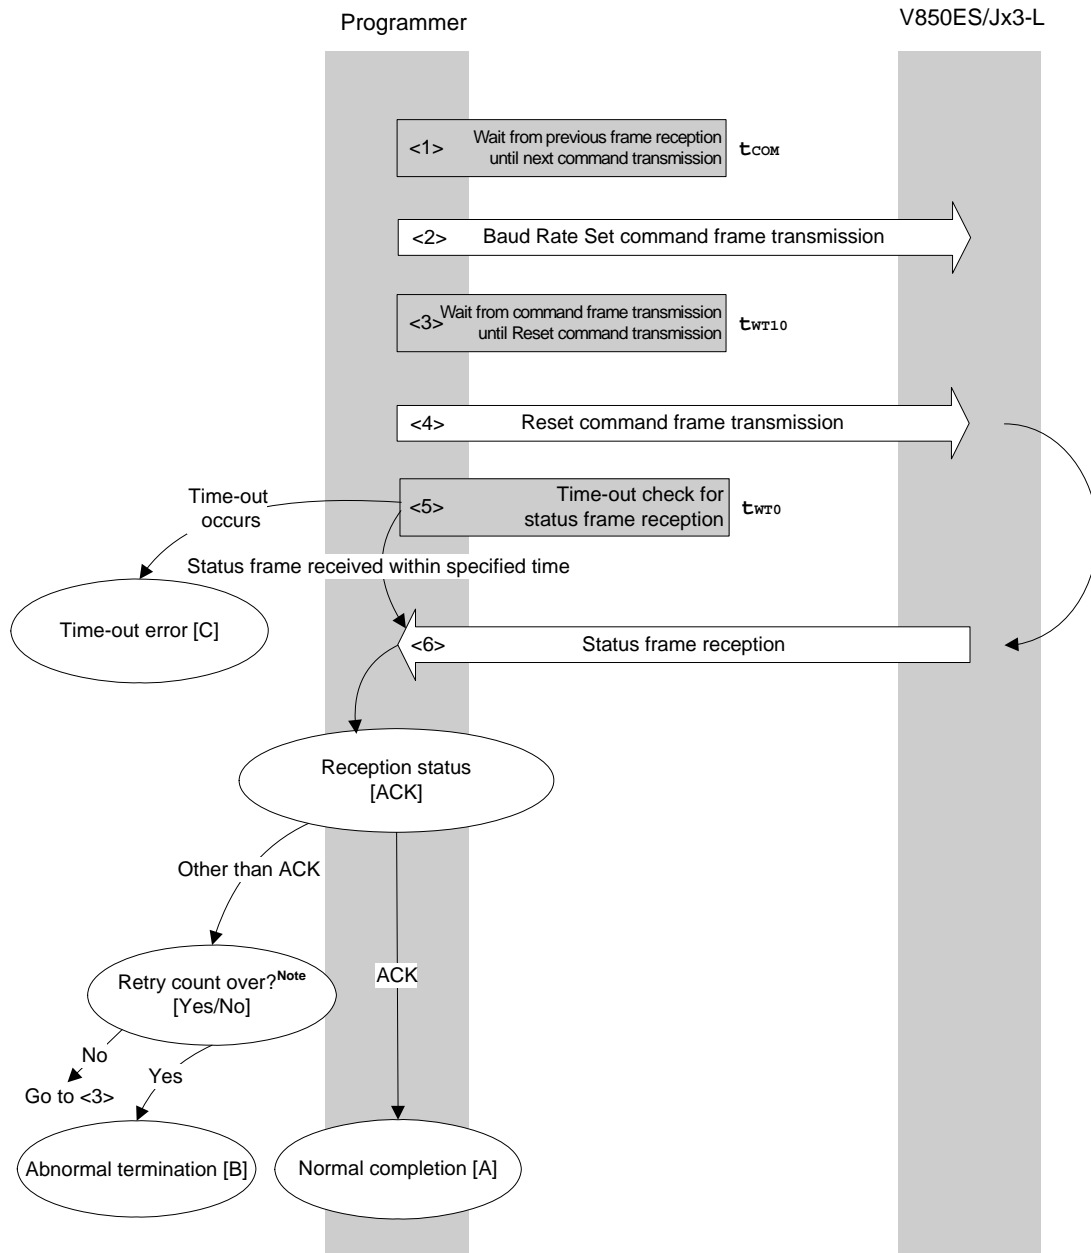 Programmer
V850ES/Jx3-L
<1> Wait from previous frame reception
until next command transmission
tCOM
<2> Baud Rate Set command frame transmission
<3> Wait from command frame transmission
until Reset command transmission
tWT10
<4> Reset command frame transmission
Time-out
occurs
<5> Time-out check for
status frame reception
tWT0
Status frame received within specified time
Time-out error [C]
<6> Status frame reception
Reception status
[ACK]
Other than ACK
ACK
Retry count over?Note
[Yes/No]
No
Yes
Go to <3>
Abnormal termination [B]
Normal completion [A]